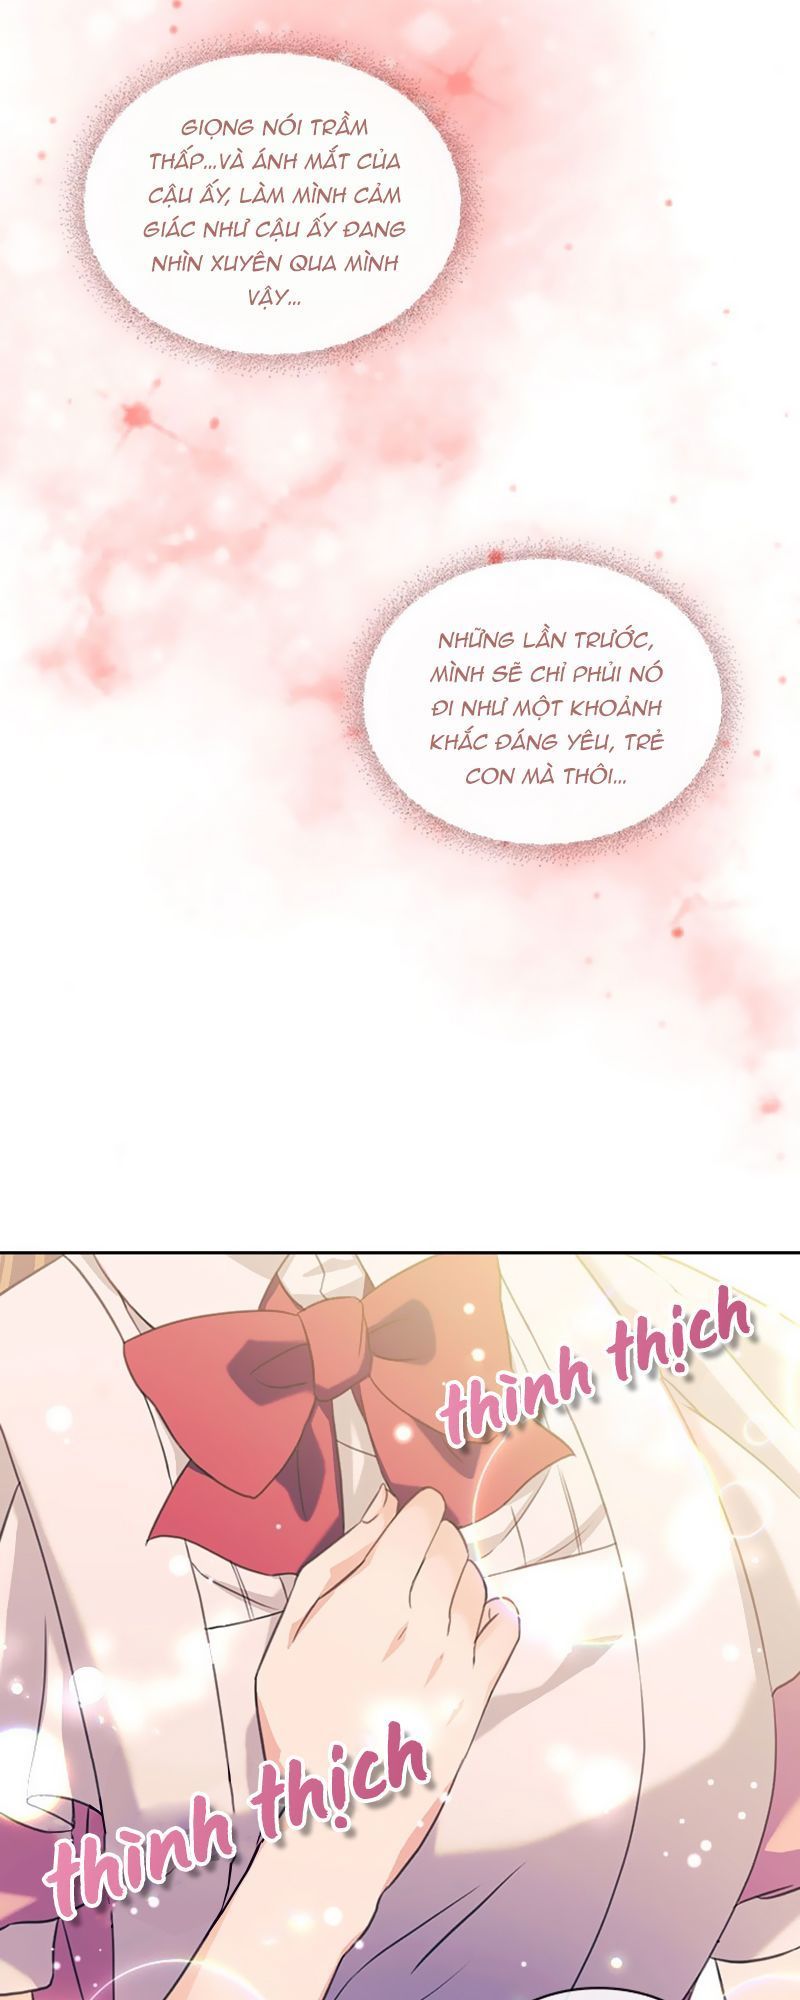 GIỌNG NÓI TRẦM
THẤP...VÀ ÁNH MẮT CỦA
CẬU ẤY, LÀM MÌNH CẢM
GIÁC NHƯ CẬU ẤY ĐANG
NHÌN XUYÊN QUA MÌNH
VẬY...
NHỮNG LẦN TRƯỚC,
MÌNH SẼ CHỈ PHỦI NÓ
ĐI NHƯ MỘT KHOẢNH
KHẮC ĐÁNG YÊU, TRẺ
CON MÀ THÔI...
thình thịch
thình thịch